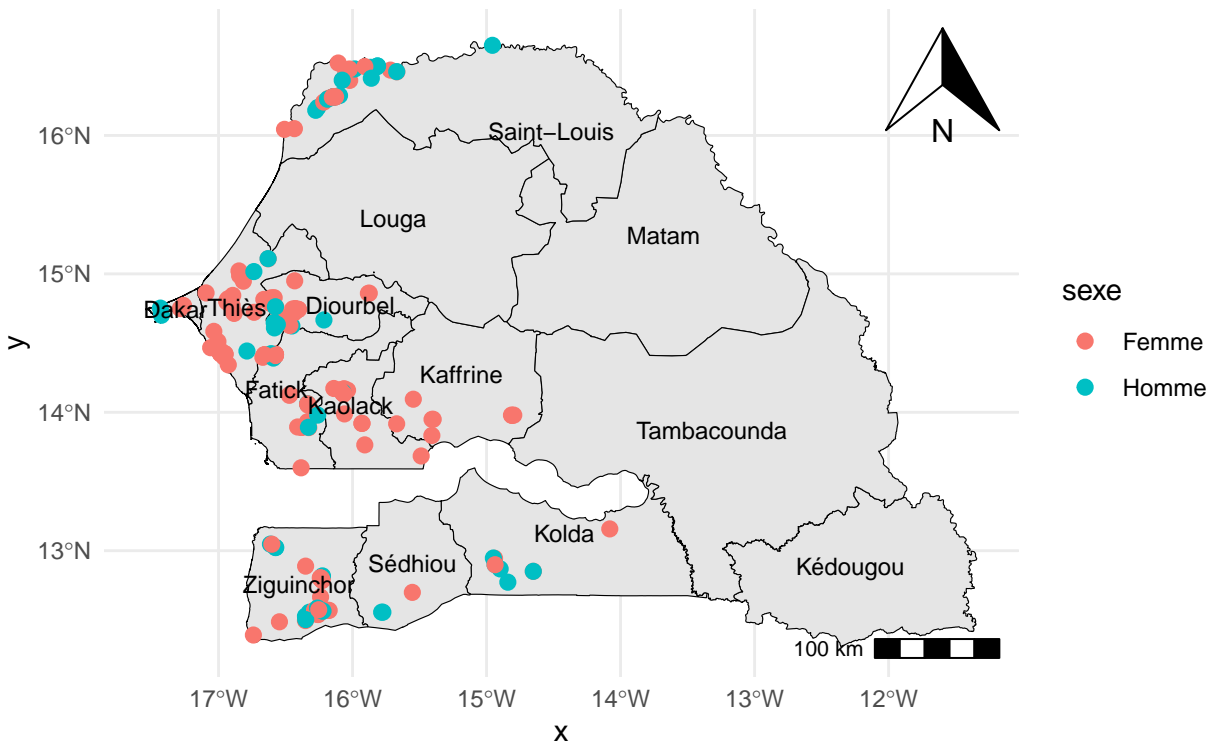 N
16°N
Saint−Louis
Louga
Matam
15°N
Dakar
Thiès
Diourbel
Kaffrine
Fatick
Kaolack
14°N
Tambacounda
Kolda
13°N
Sédhiou
Kédougou
Ziguinchor
100 km
17°W
16°W
15°W
14°W
13°W
12°W
x
y
sexe
Femme
Homme